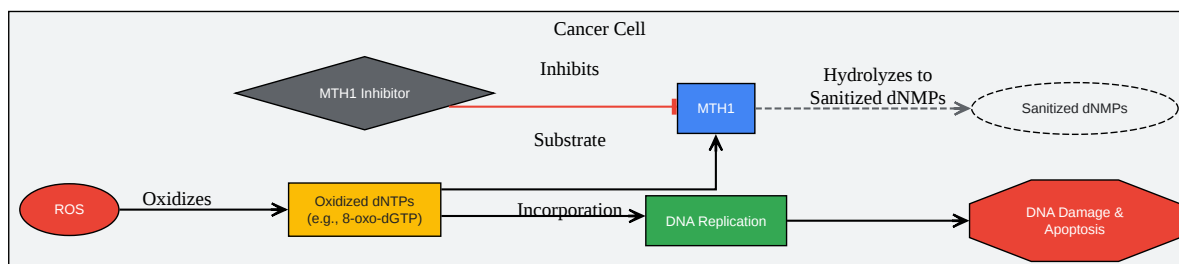 Cancer Cell
Inhibits
MTH1 Inhibitor
MTH1
Hydrolyzes to
Sanitized dNMPs
Sanitized dNMPs
Substrate
ROS
Oxidizes
Oxidized dNTPs
(e.g., 8-oxo-dGTP)
Incorporation
DNA Replication
DNA Damage &
Apoptosis